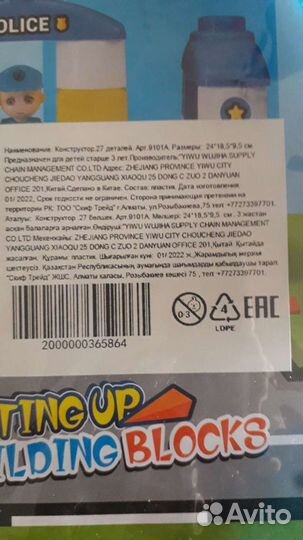 POLICE
Наименование. Конструктор.27 деталей. Арт.9101А. Размеры: 24*18,5*9,5 см.
Предназначен для детей старше 3 лет.Производитель:"YIWU WUJIHA SUPPLY
CHAIN MANAGEMENT CO.LTD Адрес: ZHEJIANG PROVINCE YIWU CITY
CHOUCHENG JIEDAO YANGGUANG XIAOQU 25 DONG C ZUO 2 DANYUAN
OFFICE 201,Китай.Сделано в Китае. Состав: пластик. Дата изготовления
01/ 2022, Срок годности не ограничен. Сторона принимающая претензии на
территории РК: ТОО "Скиф Трейд" г.Алматы, ул.Розыбакиева,75 тел.+77273397701.
Аталуы: Конструктор .27 бөлшек. Арт.9101А. Мөлшері: 24*18,5*9,5 см . 3 жастан
асқан балаларға арналған.Өндіруші:"YIWU WUJIHA SUPPLY CHAIN MANAGEMENT
CO.LTD Мекенжайы: ZHEJIANG PROVINCE YIWU CITY CHOUCHENG JIEDAO
YANGGUANG XIAOQU 25 DONG C ZUO 2 DANYUAN OFFICE 201,Китай. Қытайда
жасалған. Құрамы: пластик. Шығарылған күні: 01/ 2022 ж.,Жарамдылық мерзімі
шектеусіз. Қазақстан Республикасының аумағында шағымдарды қабылдаушы тарап:
"Скиф Трейд" ЖШС. Алматы каласы, Розыбакиев көшесі 75 , тел. +77273397701.
2000000365864
0-3
4
LDPE
EAC
TING UP
ILDING BLOCKS
Avito